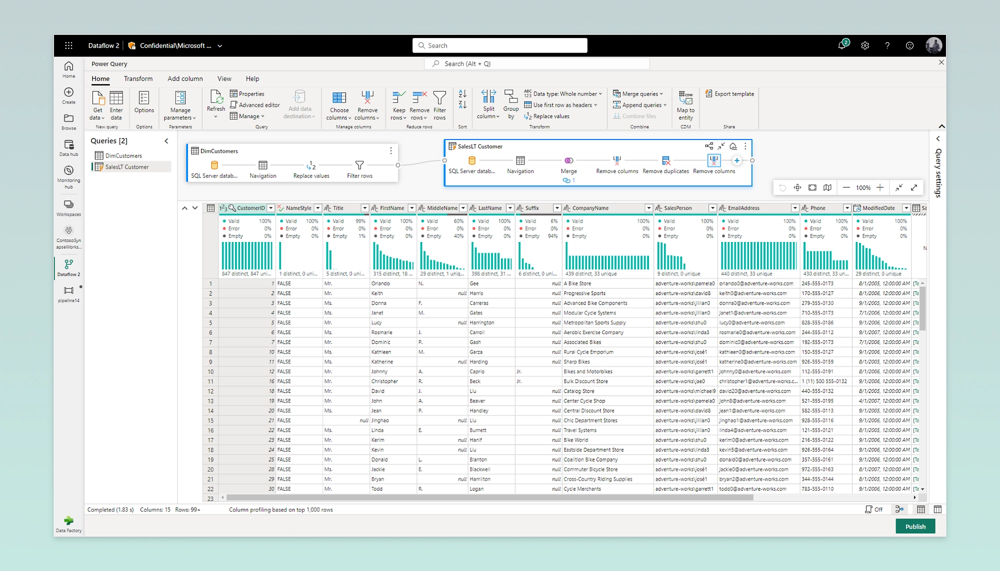 Dataflow 2 Confidential\Microsoft ... Search 2
Power Query Search (Alt + Q)
Home Transform Add column View Help
Get data Enter data Options Manage parameters Refresh Properties Advanced editor Manage Add data destination Choose columns Remove columns Keep rows Remove rows Filter rows Split column Group by Data type: Whole number Use first row as headers Replace values Merge queries Append queries Combine files Map to entity Export template
New query Options Parameters Query Manage columns Reduce rows Sort Transform Combine CDM Share
Home
Create
Browse
Data hub
Monitoring
hub
Workspaces
ContosoSyn
apseWorks...
Dataflow 2
pipeline14
Data Factory
Queries [2]
DimCustomers
SalesLT Customer
DimCustomers
SQL Server datab... Navigation Replace values Filter rows
SalesLT Customer
SQL Server datab... Navigation Merge Remove columns Remove duplicates Remove columns
1
100%
Query settings
CustomerID NameStyle Title FirstName MiddleName LastName Suffix CompanyName SalesPerson EmailAddress Phone ModifiedDate Sa
Valid 100% Valid 100% Valid 99% Valid 100% Valid 60% Valid 100% Valid 6% Valid 100% Valid 100% Valid 100% Valid 100% Valid 100%
Error 0% Error 0% Error 0% Error 0% Error 0% Error 0% Error 0% Error 0% Error 0% Error 0% Error 0% Error 0%
Empty 0% Empty 0% Empty 1% Empty 0% Empty 40% Empty 0% Empty 94% Empty 0% Empty 0% Empty 0% Empty 0% Empty 0%
847 distinct, 847 uni... 1 distinct, 0 uni... 5 distinct, 0 uni... 315 distinct, 18 ... 29 distinct, 1 uniq... 398 distinct, 31 ... 6 distinct, 0 uni... 439 distinct, 33 unique 9 distinct, 0 unique 440 distinct, 33 unique 430 distinct, 33 un... 29 distinct, 0 unique
1 1 FALSE Mr. Orlando N. Gee null A Bike Store adventure-works\pamela0 orlando0@adventure-works.com 245-555-0173 8/1/2005, 12:00:00 AM [Ta
2 2 FALSE Mr. Keith null Harris null Progressive Sports adventure-works\david8 keith0@adventure-works.com 170-555-0127 8/1/2006, 12:00:00 AM [Ta
3 3 FALSE Ms. Donna F. Carreras null Advanced Bike Components adventure-works\jillian0 donna0@adventure-works.com 279-555-0130 9/1/2005, 12:00:00 AM [Ta
4 4 FALSE Ms. Janet M. Gates null Modular Cycle Systems adventure-works\jillian0 janet1@adventure-works.com 710-555-0173 7/1/2006, 12:00:00 AM [Ta
5 5 FALSE Mr. Lucy null Harrington null Metropolitan Sports Supply adventure-works\shu0 lucy0@adventure-works.com 828-555-0186 9/1/2006, 12:00:00 AM [Ta
6 6 FALSE Ms. Rosmarie J. Carroll null Aerobic Exercise Company adventure-works\linda3 rosmarie0@adventure-works.com 244-555-0112 9/1/2007, 12:00:00 AM [Ta
7 7 FALSE Mr. Dominic P. Gash null Associated Bikes adventure-works\shu0 dominic0@adventure-works.com 192-555-0173 7/1/2006, 12:00:00 AM [Ta
8 10 FALSE Ms. Kathleen M. Garza null Rural Cycle Emporium adventure-works\josé1 kathleen0@adventure-works.com 150-555-0127 9/1/2006, 12:00:00 AM [Ta
9 11 FALSE Ms. Katherine null Harding null Sharp Bikes adventure-works\josé1 katherine0@adventure-works.com 926-555-0159 8/1/2005, 12:00:00 AM [Ta
10 12 FALSE Mr. Johnny A. Caprio Jr. Bikes and Motorbikes adventure-works\garrett1 johnny0@adventure-works.com 112-555-0191 8/1/2006, 12:00:00 AM [Ta
11 16 FALSE Mr. Christopher R. Beck Jr. Bulk Discount Store adventure-works\jae0 christopher1@adventure-works.c... 1 (11) 500 555-0132 9/1/2006, 12:00:00 AM [Ta
12 18 FALSE Mr. David J. Liu null Catalog Store adventure-works\michael9 david20@adventure-works.com 440-555-0132 8/1/2005, 12:00:00 AM [Ta
13 19 FALSE Mr. John A. Beaver null Center Cycle Shop adventure-works\pamela0 john8@adventure-works.com 521-555-0195 4/1/2007, 12:00:00 AM [Ta
14 20 FALSE Ms. Jean P. Handley null Central Discount Store adventure-works\david8 jean1@adventure-works.com 582-555-0113 9/1/2005, 12:00:00 AM [Ta
15 21 FALSE null Jinghao null Liu null Chic Department Stores adventure-works\jillian0 jinghao1@adventure-works.com 928-555-0116 9/1/2006, 12:00:00 AM [Ta
16 22 FALSE Ms. Linda E. Burnett null Travel Systems adventure-works\jillian0 linda4@adventure-works.com 121-555-0121 8/1/2005, 12:00:00 AM [Ta
17 23 FALSE Mr. Kerim null Hanif null Bike World adventure-works\shu0 kerim0@adventure-works.com 216-555-0122 9/1/2006, 12:00:00 AM [Ta
18 24 FALSE Mr. Kevin null Liu null Eastside Department Store adventure-works\linda3 kevin5@adventure-works.com 926-555-0164 9/1/2006, 12:00:00 AM [Ta
19 25 FALSE Mr. Donald L. Blanton null Coalition Bike Company adventure-works\shu0 donald0@adventure-works.com 357-555-0161 9/1/2006, 12:00:00 AM [Ta
20 28 FALSE Ms. Jackie E. Blackwell null Commuter Bicycle Store adventure-works\josé1 jackie0@adventure-works.com 972-555-0163 8/1/2007, 12:00:00 AM [Ta
21 29 FALSE Mr. Bryan null Hamilton null Cross-Country Riding Supplies adventure-works\josé1 bryan2@adventure-works.com 344-555-0144 8/1/2005, 12:00:00 AM [Ta
22 30 FALSE Mr. Todd R. Logan null Cycle Merchants adventure-works\garrett1 todd0@adventure-works.com 783-555-0110 9/1/2006, 12:00:00 AM [Ta
23
Completed (1.83 s) Columns: 15 Rows: 99+ Column profiling based on top 1,000 rows Off
Publish